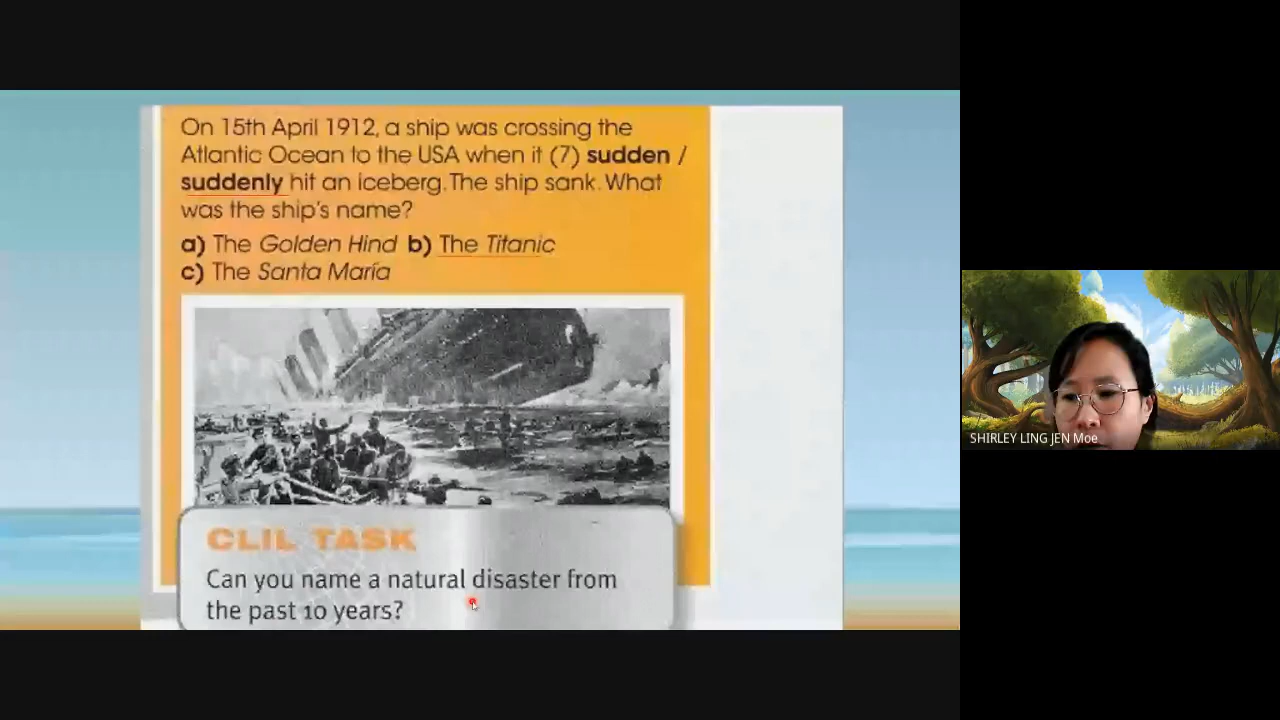 On 15th April 1912, a ship was crossing the
Atlantic Ocean to the USA when it (7) sudden /
suddenly hit an iceberg. The ship sank. What
was the ship's name?
a) The Golden Hind b) The Titanic
c) The Santa María
CLIL TASK
Can you name a natural disaster from
the past 10 years?
SHIRLEY LING JEN Moe